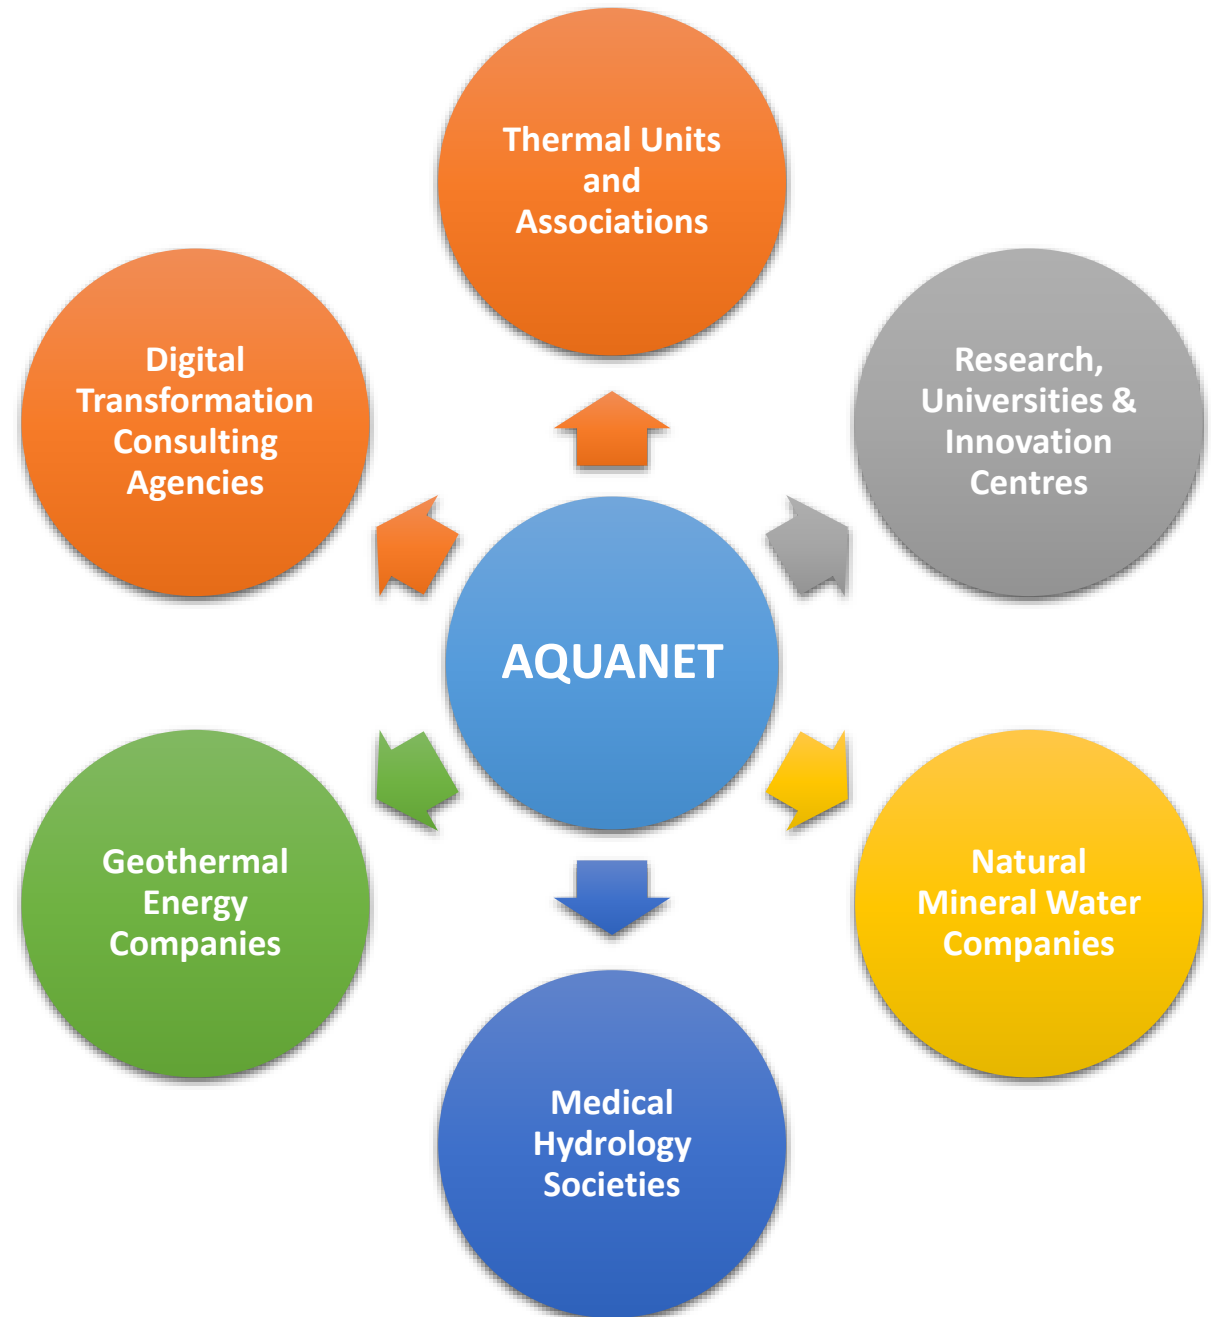 Thermal Units
and
Associations
Digital
Transformation
Consulting
Agencies
Research,
Universities &
Innovation
Centres
AQUANET
Geothermal
Energy
Companies
Natural
Mineral Water
Companies
Medical
Hydrology
Societies